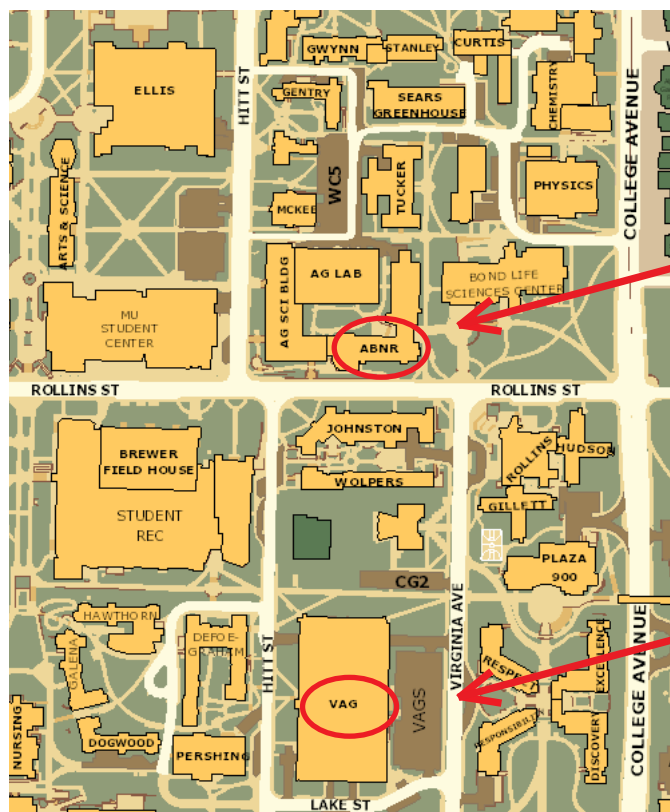 GWYNN
STANLEY
CURTIS
ELLIS
HITT ST
GENTRY
SEARS
GREENHOUSE
CHEMISTRY
COLLEGE AVENUE
ARTS & SCIENCE
WC5
TUCKER
PHYSICS
MCKEE
AG SCI BLDG
AG LAB
BOND LIFE
SCIENCES CENTER
MU
STUDENT
CENTER
ABNR
ROLLINS ST
ROLLINS ST
JOHNSTON
BREWER
FIELD HOUSE
ROLLINS
HUDSON
WOLPERS
STUDENT
REC
GILLETT
PLAZA
900
CG2
VIRGINIA AVE
HAWTHORN
DEFOE-
GRAHAM
HITT ST
GALENA
RESPECT
EXCELLENCE
COLLEGE AVENUE
VAG
VAGS
NURSING
DOGWOOD
PERSHING
RESPONSIBILITY
DISCOVERY
LAKE ST